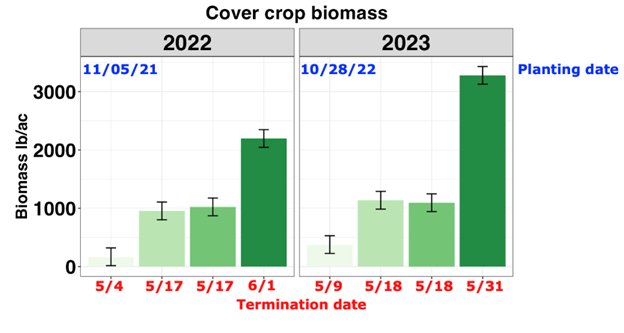 Cover crop biomass
2022 2023
11/05/21 10/28/22 Planting date
Biomass lb/ac
3000
2000
1000
0
5/4 5/17 5/17 6/1 5/9 5/18 5/18 5/31
Termination date